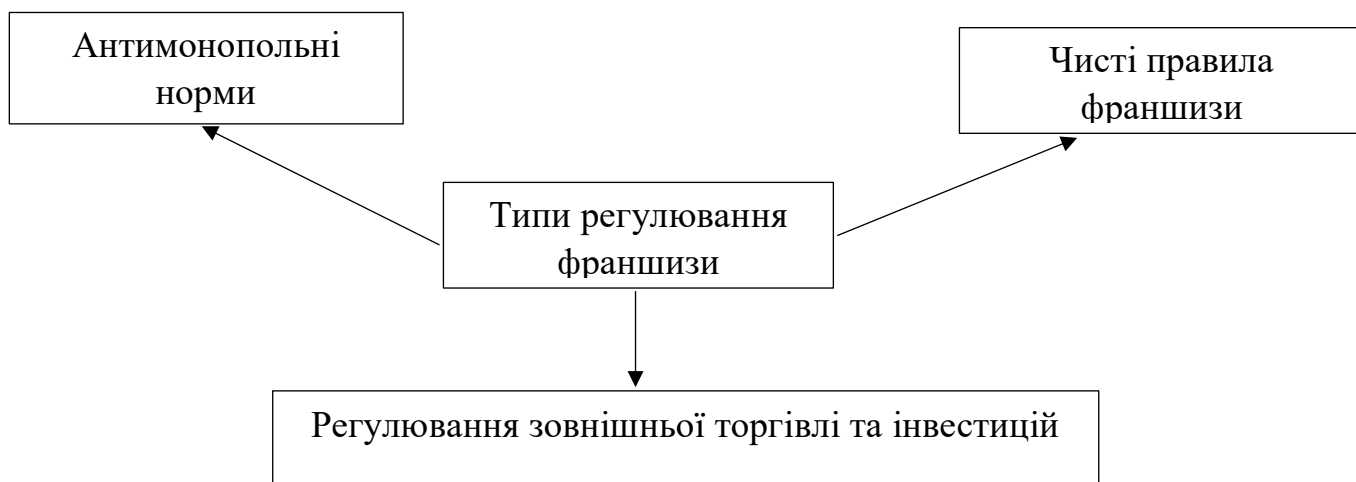 Антимонопольні
норми
Чисті правила
франшизи
Типи регулювання
франшизи
Регулювання зовнішньої торгівлі та інвестицій